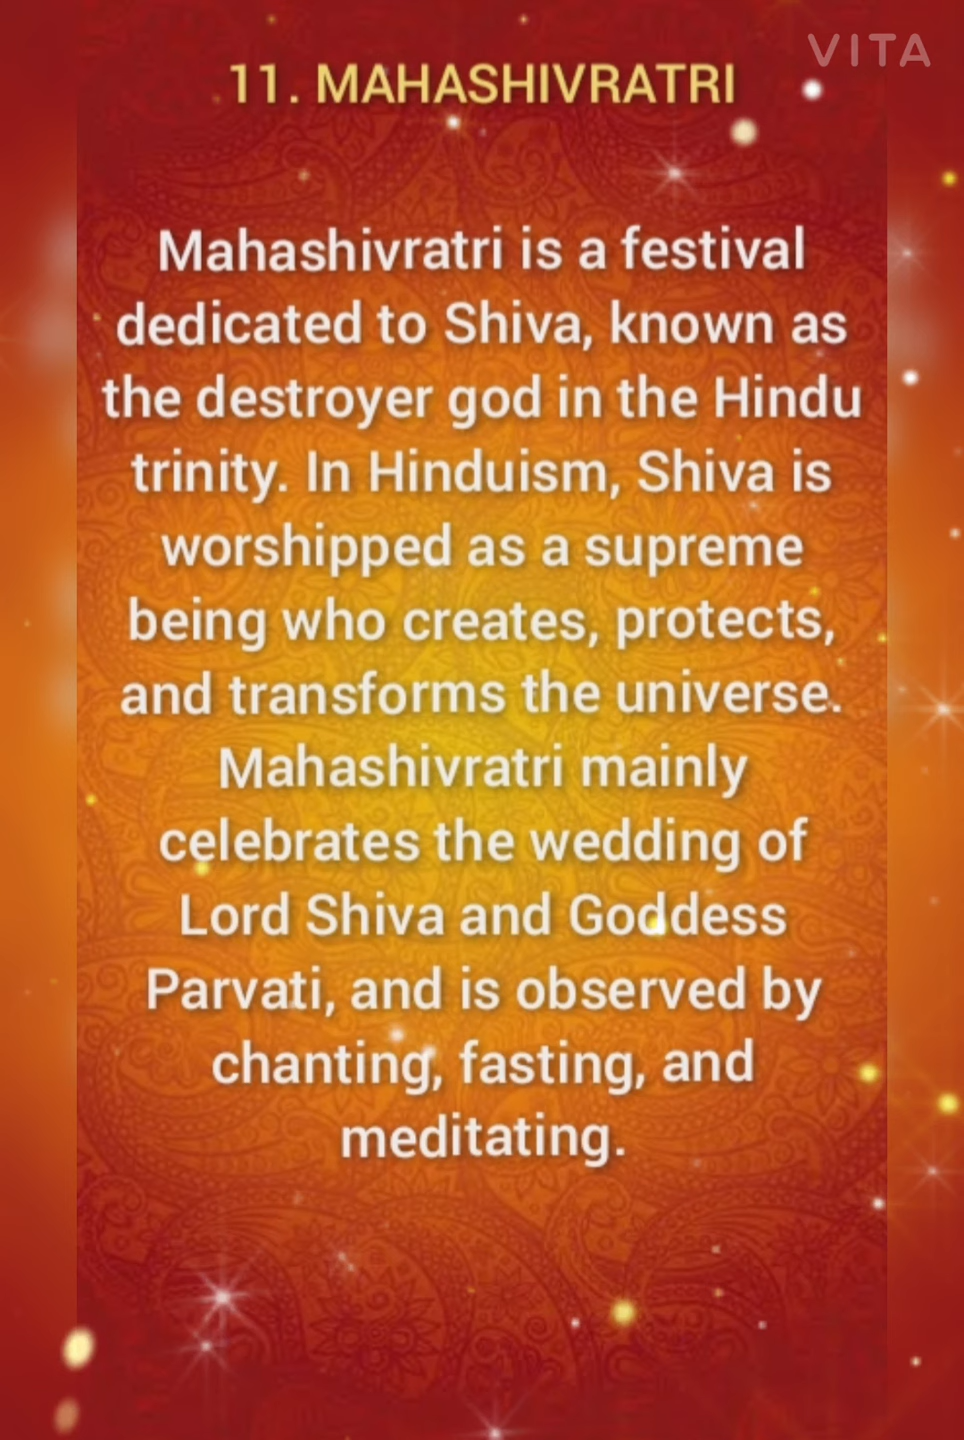 VITA
11. MAHASHIVRATRI
Mahashivratri is a festival
dedicated to Shiva, known as
the destroyer god in the Hindu
trinity. In Hinduism, Shiva is
worshipped as a supreme
being who creates, protects,
and transforms the universe.
Mahashivratri mainly
celebrates the wedding of
Lord Shiva and Goddess
Parvati, and is observed by
chanting, fasting, and
meditating.